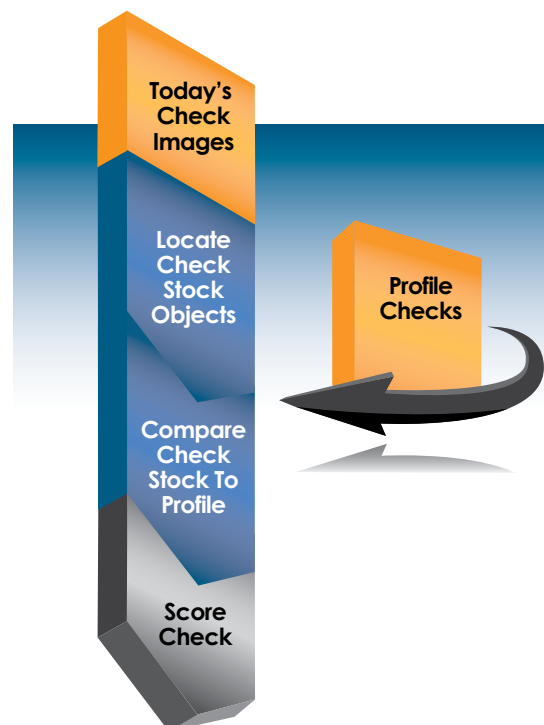 Today's
Check
Images
Locate
Check
Stock
Objects
Profile
Checks
Compare
Check
Stock To
Profile
Score
Check